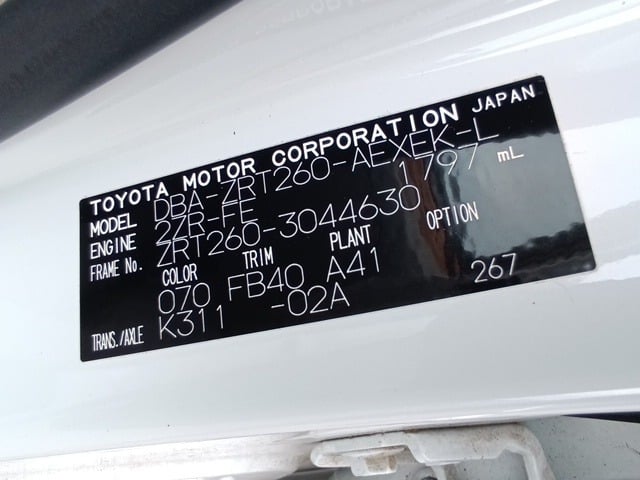 TOYOTA MOTOR CORPORATION JAPAN
MODEL DBA-ZRT260-AEXEK-L
ENGINE 2ZR-FE 1797 mL
FRAME No. ZRT260-3044630
COLOR TRIM PLANT OPTION
070 FB40 A41 267
TRANS./AXLE K311 -02A